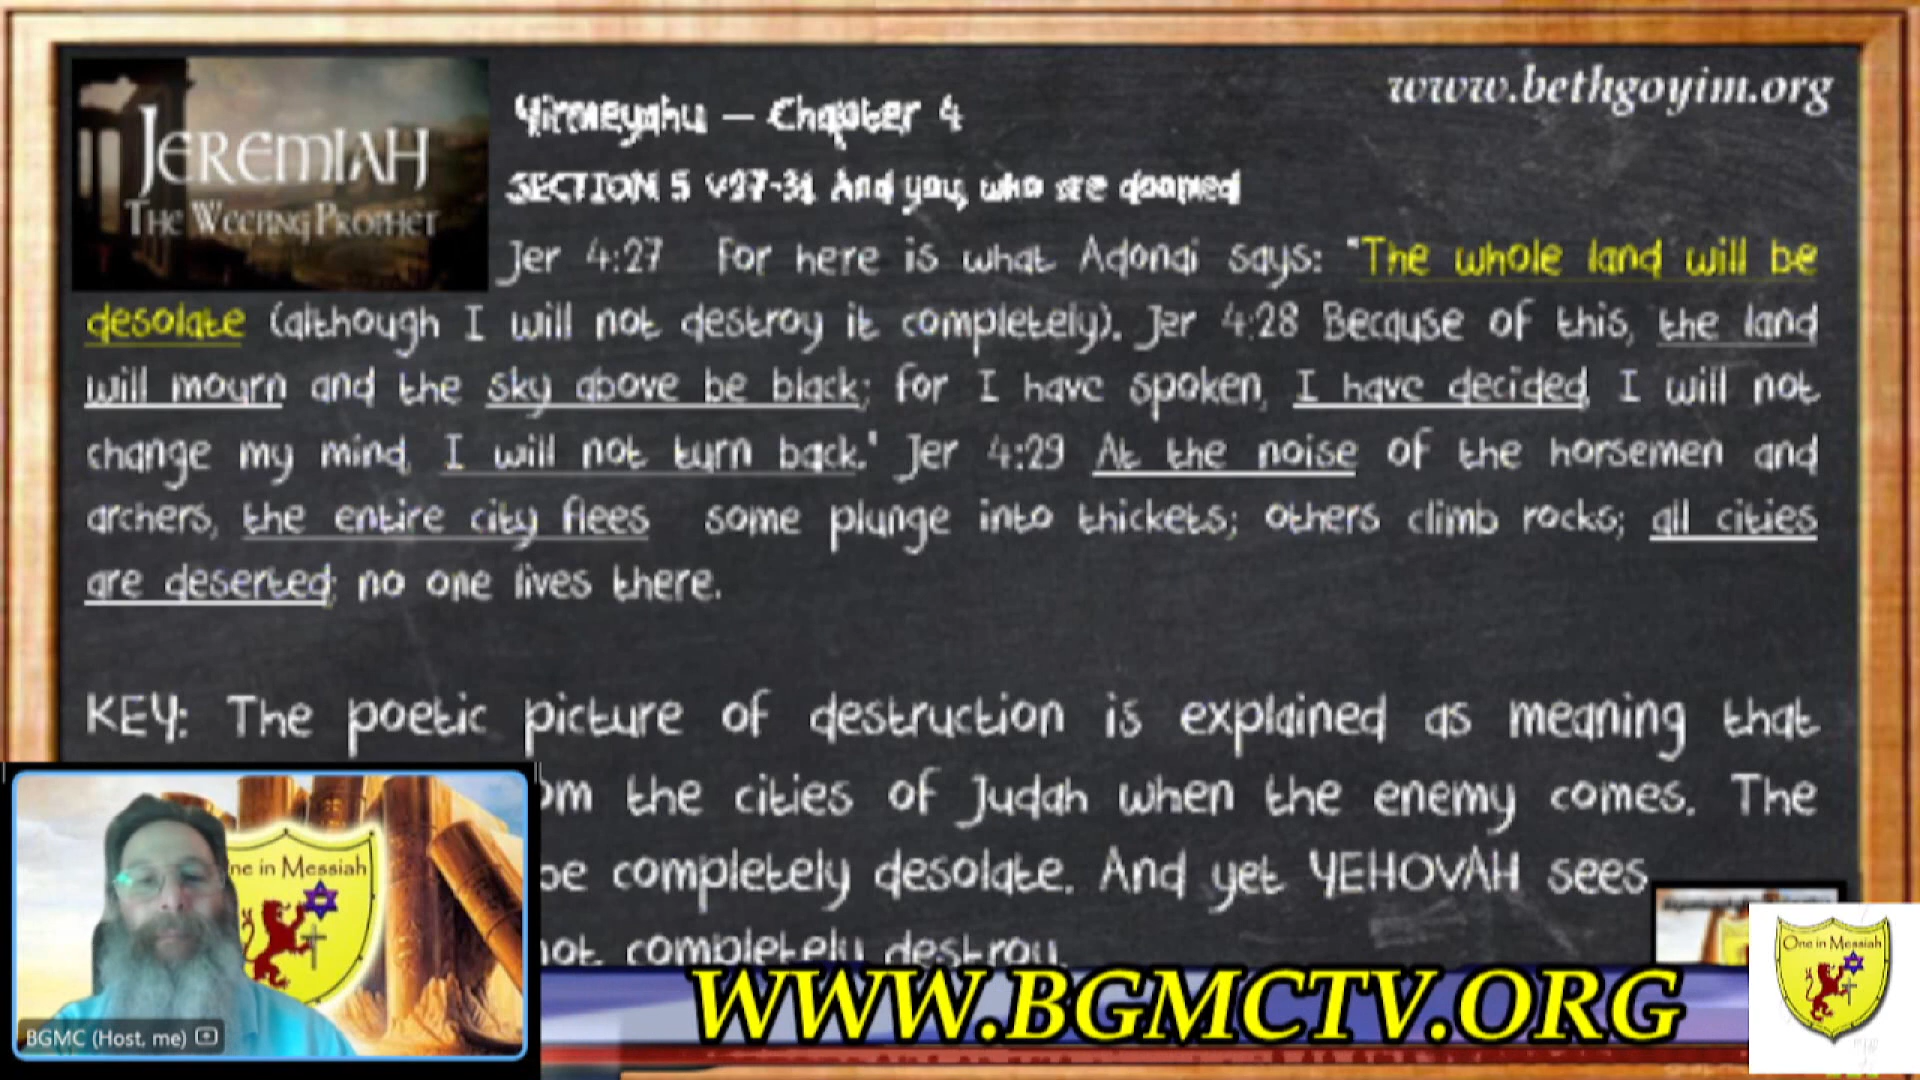 www.bethgoyim.org
JEREMIAH
THE WEEPING PROPHET
Yirmeyahu – Chapter 4
SECTION 5 v27-31 And you, who are doomed
Jer 4:27 For here is what Adonai says: "The whole land will be
desolate (although I will not destroy it completely). Jer 4:28 Because of this, the land
will mourn and the sky above be black; for I have spoken, I have decided, I will not
change my mind, I will not turn back." Jer 4:29 At the noise of the horsemen and
archers, the entire city flees some plunge into thickets; others climb rocks; all cities
are deserted; no one lives there.
KEY: The poetic picture of destruction is explained as meaning that
om the cities of Judah when the enemy comes. The
be completely desolate. And yet YEHOVAH sees
not completely destroy.
ne in Messiah
BGMC (Host, me)
WWW.BGMCTV.ORG
One in Messiah